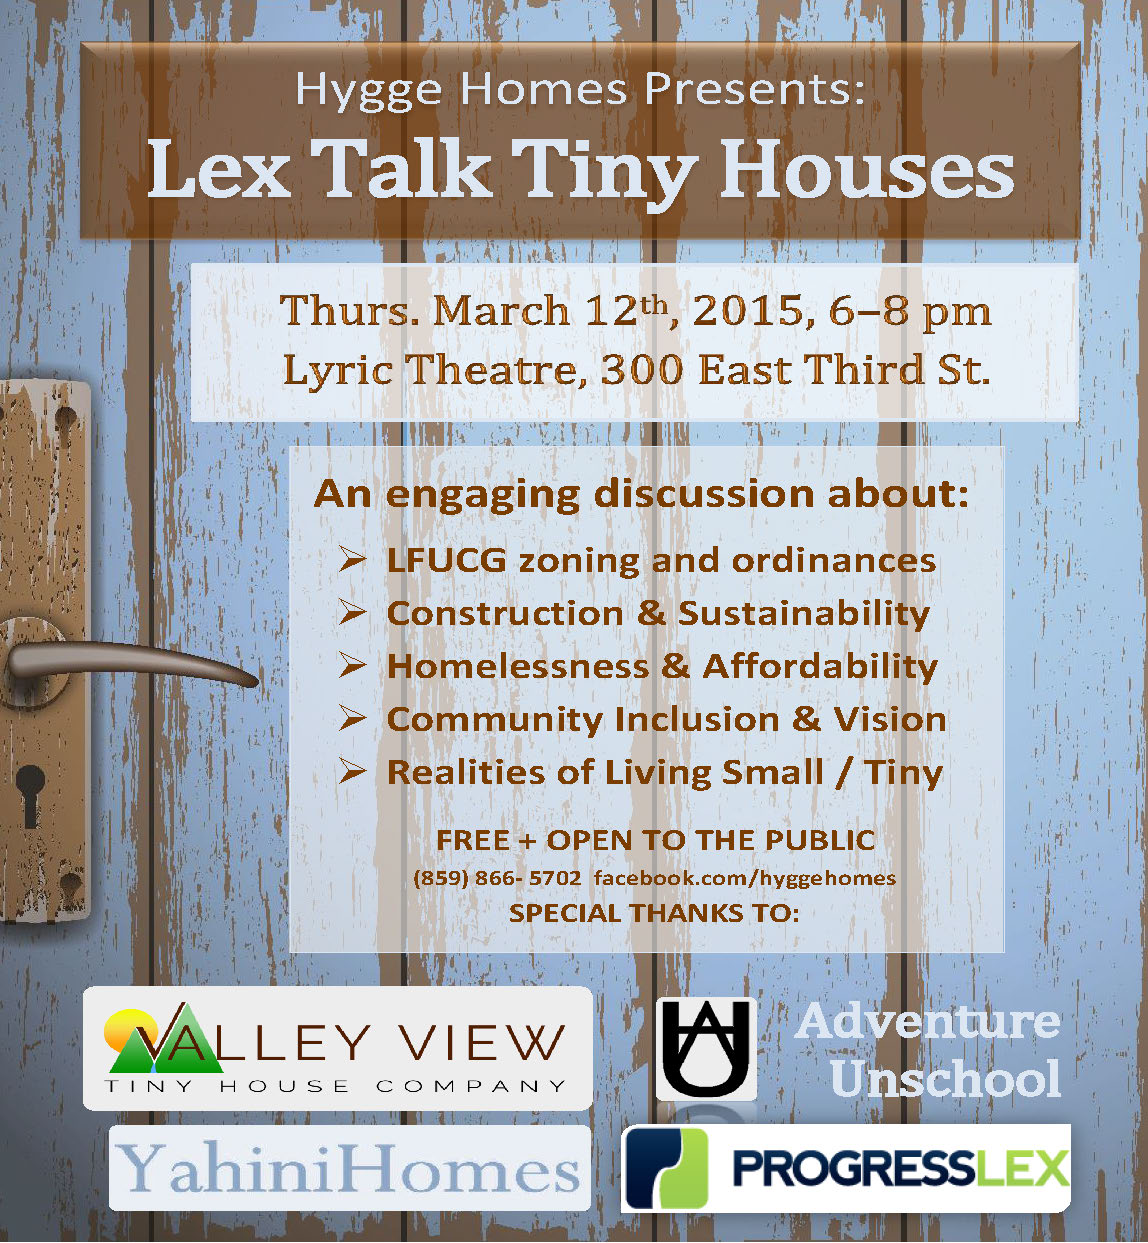 Hygge Homes Presents:
Lex Talk Tiny Houses
Thurs. March 12th, 2015, 6–8 pm
Lyric Theatre, 300 East Third St.
An engaging discussion about:
➢ LFUCG zoning and ordinances
➢ Construction & Sustainability
➢ Homelessness & Affordability
➢ Community Inclusion & Vision
➢ Realities of Living Small / Tiny
FREE + OPEN TO THE PUBLIC
(859) 866- 5702 facebook.com/hyggehomes
SPECIAL THANKS TO:
VALLEY VIEW
TINY HOUSE COMPANY
AU
Adventure
Unschool
YahiniHomes
PROGRESSLEX